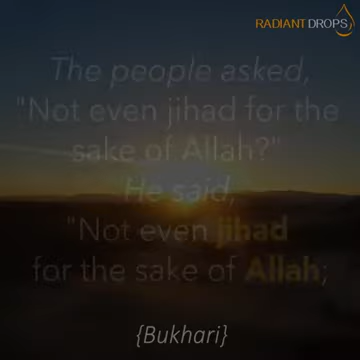 RADIANT DROPS
The people asked,
"Not even jihad for the
sake of Allah?"
He said,
"Not even jihad
for the sake of Allah;
{Bukhari}